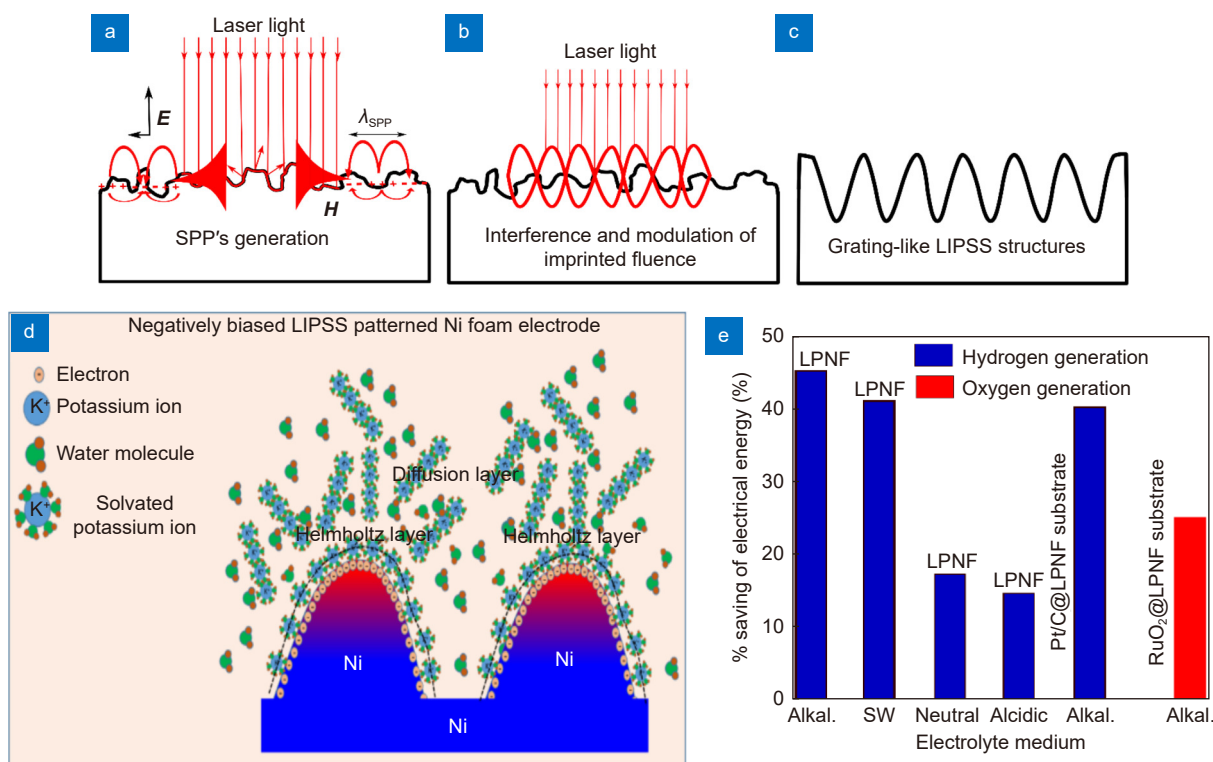 a
Laser light
E
λSPP
H
SPP's generation
b
Laser light
Interference and modulation of
imprinted fluence
c
Grating-like LIPSS structures
d
Negatively biased LIPSS patterned Ni foam electrode
Electron
K+
Potassium ion
Water molecule
K+
Solvated
potassium ion
Diffusion layer
Helmholtz layer
Helmholtz layer
Ni
Ni
Ni
e
% saving of electrical energy (%)
50
40
30
20
10
0
Hydrogen generation
Oxygen generation
LPNF
LPNF
LPNF
LPNF
Pt/C@LPNF substrate
RuO2@LPNF substrate
Alkal.
SW
Neutral
Alcidic
Alkal.
Alkal.
Electrolyte medium